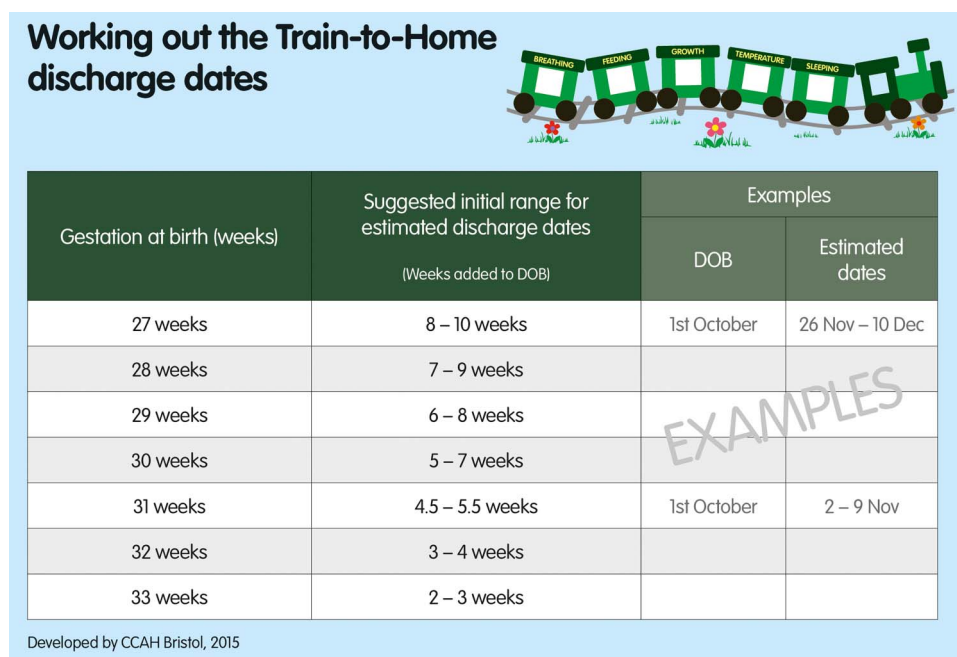 Working out the Train-to-Home
discharge dates
BREATHING
FEEDING
GROWTH
TEMPERATURE
SLEEPING
Gestation at birth (weeks)
Suggested initial range for
estimated discharge dates
(Weeks added to DOB)
Examples
DOB
Estimated
dates
27 weeks
8 – 10 weeks
1st October
26 Nov – 10 Dec
28 weeks
7 – 9 weeks
29 weeks
6 – 8 weeks
EXAMPLES
30 weeks
5 – 7 weeks
31 weeks
4.5 – 5.5 weeks
1st October
2 – 9 Nov
32 weeks
3 – 4 weeks
33 weeks
2 – 3 weeks
Developed by CCAH Bristol, 2015